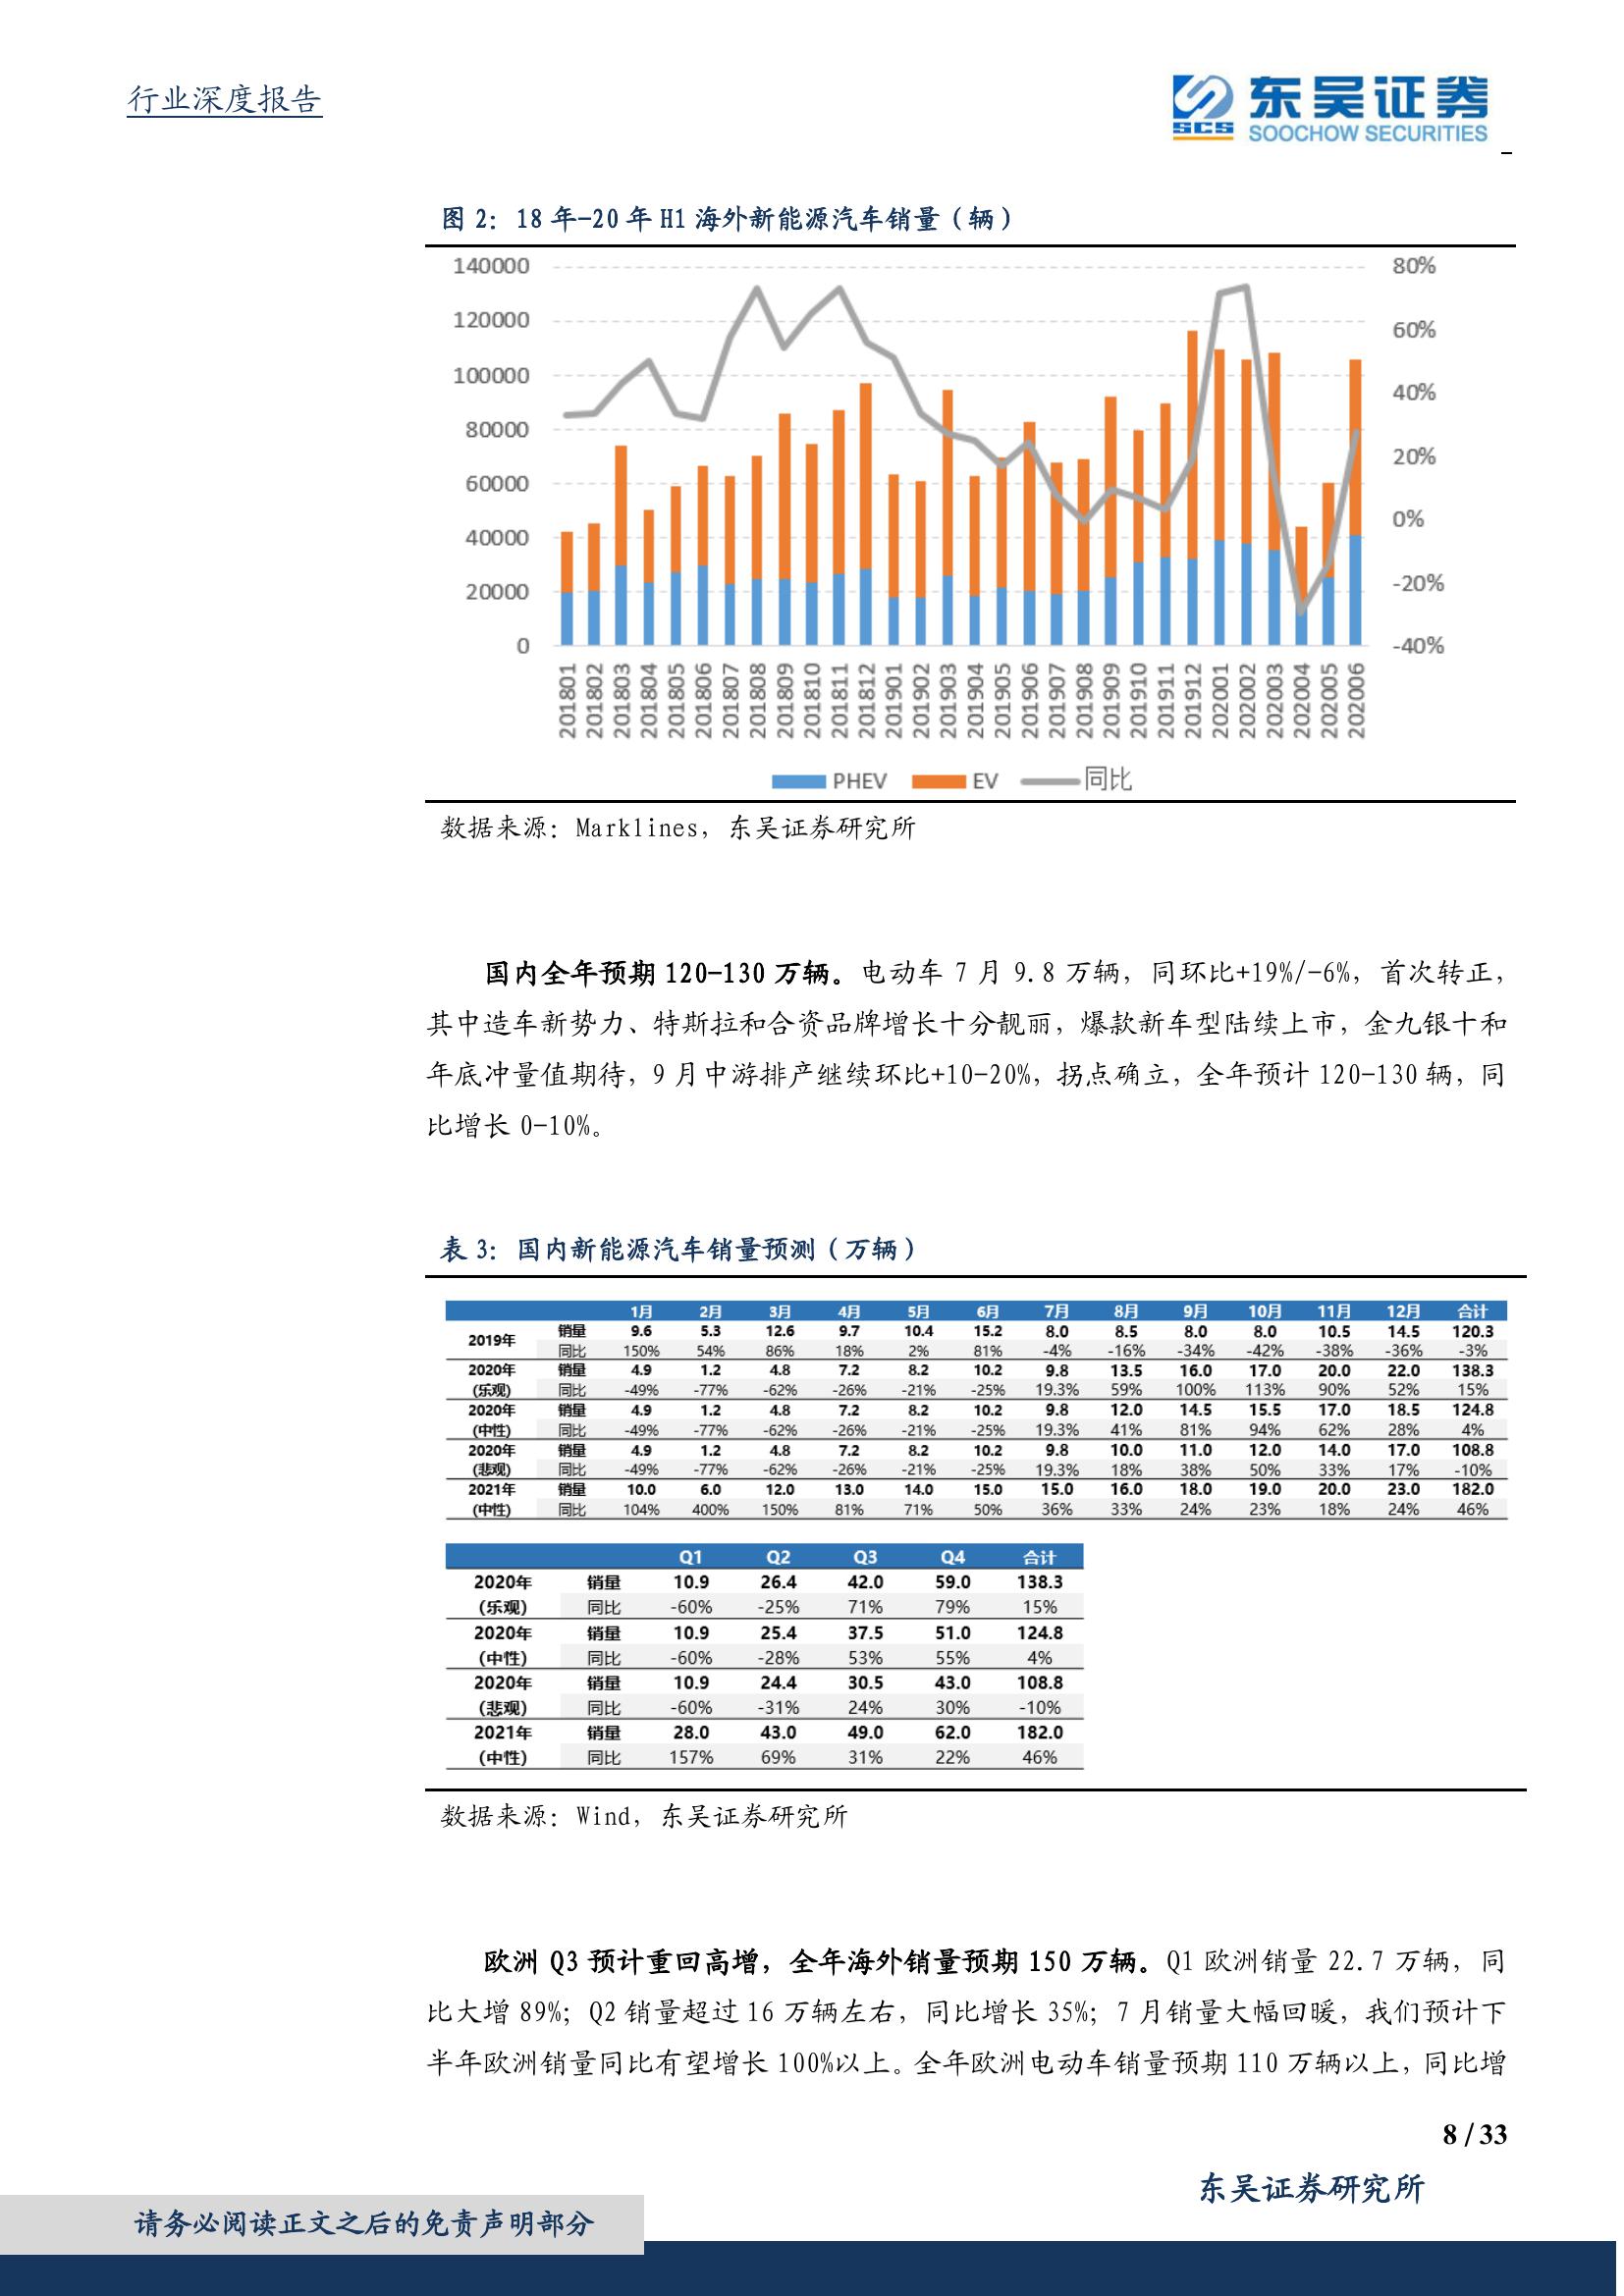 行业深度报告
东吴证券
SCS
SOOCHOW SECURITIES
图 2: 18 年-20 年 H1 海外新能源汽车销量（辆）
140000 80%
120000 60%
100000 40%
80000 20%
60000 0%
40000 -20%
20000 -40%
0
201801 201802 201803 201804 201805 201806 201807 201808 201809 201810 201811 201812 201901 201902 201903 201904 201905 201906 201907 201908 201909 201910 201911 201912 202001 202002 202003 202004 202005 202006
PHEV EV 同比
数据来源: Marklines, 东吴证券研究所
国内全年预期 120-130 万辆。电动车 7 月 9.8 万辆，同环比+19%/-6%，首次转正，
其中造车新势力、特斯拉和合资品牌增长十分靓丽，爆款新车型陆续上市，金九银十和
年底冲量值期待，9 月中游排产继续环比+10-20%，拐点确立，全年预计 120-130 辆，同
比增长 0-10%。
表 3: 国内新能源汽车销量预测（万辆）
1月 2月 3月 4月 5月 6月 7月 8月 9月 10月 11月 12月 合计
2019年 销量 9.6 5.3 12.6 9.7 10.4 15.2 8.0 8.5 8.0 8.0 10.5 14.5 120.3
同比 150% 54% 86% 18% 2% 81% -4% -16% -34% -42% -38% -36% -3%
2020年 销量 4.9 1.2 4.8 7.2 8.2 10.2 9.8 13.5 16.0 17.0 20.0 22.0 138.3
(乐观) 同比 -49% -77% -62% -26% -21% -25% 19.3% 59% 100% 113% 90% 52% 15%
2020年 销量 4.9 1.2 4.8 7.2 8.2 10.2 9.8 12.0 14.5 15.5 17.0 18.5 124.8
(中性) 同比 -49% -77% -62% -26% -21% -25% 19.3% 41% 81% 94% 62% 28% 4%
2020年 销量 4.9 1.2 4.8 7.2 8.2 10.2 9.8 10.0 11.0 12.0 14.0 17.0 108.8
(悲观) 同比 -49% -77% -62% -26% -21% -25% 19.3% 18% 38% 50% 33% 17% -10%
2021年 销量 10.0 6.0 12.0 13.0 14.0 15.0 15.0 16.0 18.0 19.0 20.0 23.0 182.0
(中性) 同比 104% 400% 150% 81% 71% 50% 36% 33% 24% 23% 18% 24% 46%
Q1 Q2 Q3 Q4 合计
2020年 销量 10.9 26.4 42.0 59.0 138.3
(乐观) 同比 -60% -25% 71% 79% 15%
2020年 销量 10.9 25.4 37.5 51.0 124.8
(中性) 同比 -60% -28% 53% 55% 4%
2020年 销量 10.9 24.4 30.5 43.0 108.8
(悲观) 同比 -60% -31% 24% 30% -10%
2021年 销量 28.0 43.0 49.0 62.0 182.0
(中性) 同比 157% 69% 31% 22% 46%
数据来源: Wind, 东吴证券研究所
欧洲 Q3 预计重回高增，全年海外销量预期 150 万辆。Q1 欧洲销量 22.7 万辆，同
比大增 89%; Q2 销量超过 16 万辆左右，同比增长 35%; 7 月销量大幅回暖，我们预计下
半年欧洲销量同比有望增长 100%以上。全年欧洲电动车销量预期 110 万辆以上，同比增
8 / 33
东吴证券研究所
请务必阅读正文之后的免责声明部分